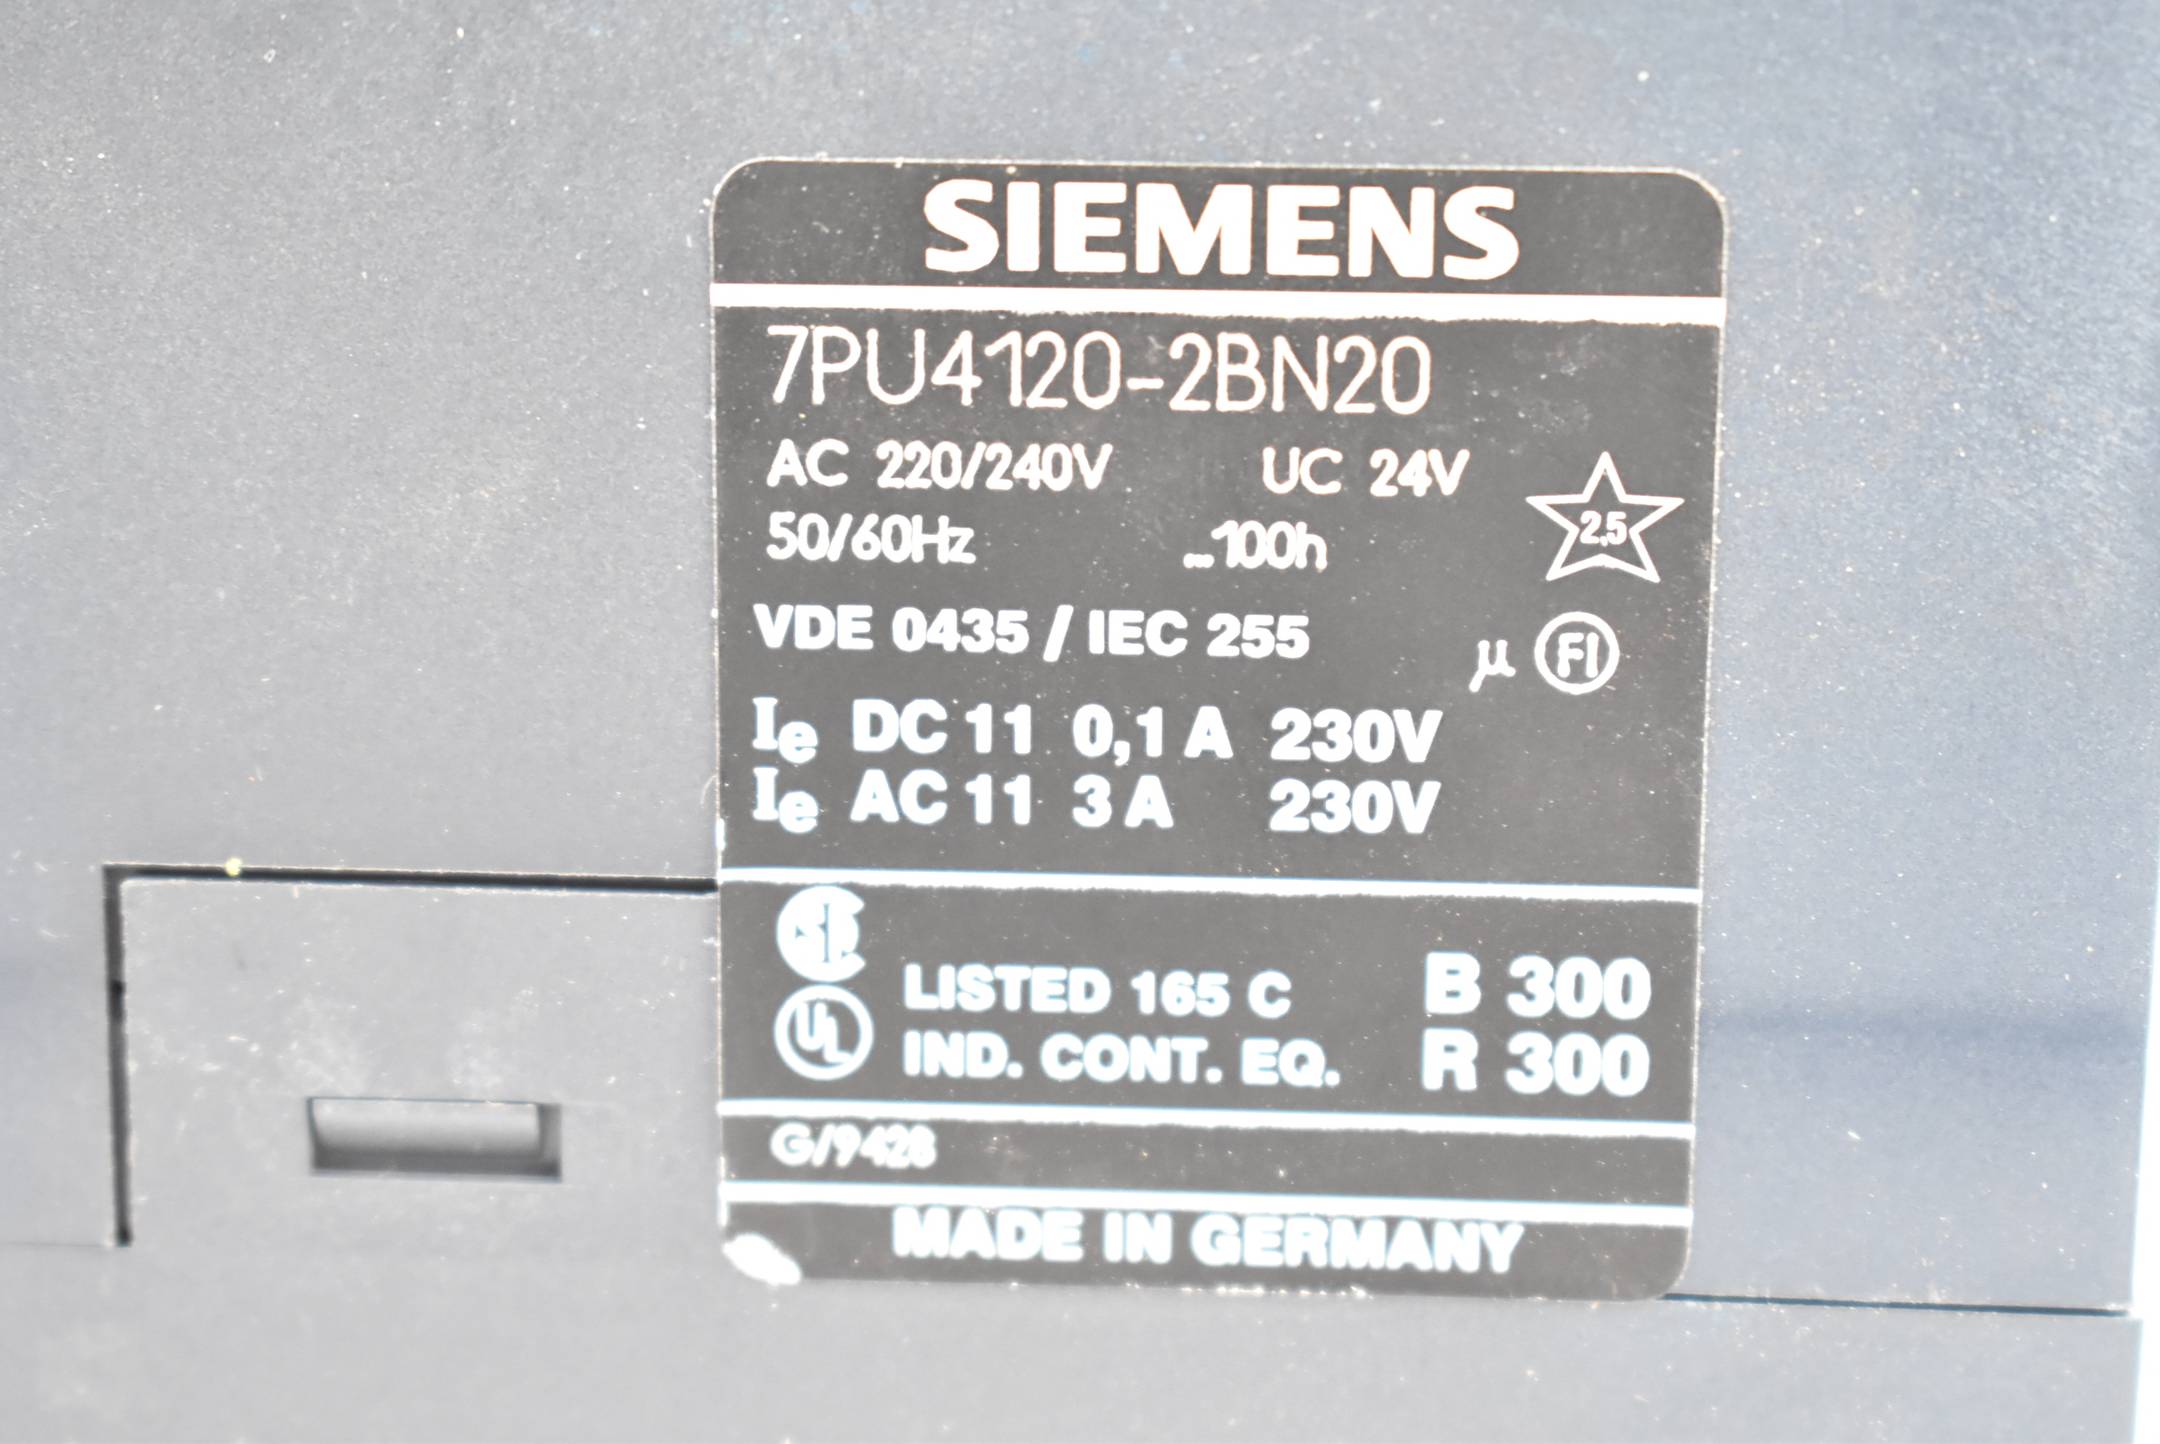 SIEMENS
7PU4120-2BN20
AC 220/240V UC 24V
50/60Hz ...100h
2,5
VDE 0435 / IEC 255 µ FI
Ie DC 11 0,1 A 230V
Ie AC 11 3 A 230V
LISTED 165 C B 300
UL IND. CONT. EQ. R 300
G/9428
MADE IN GERMANY